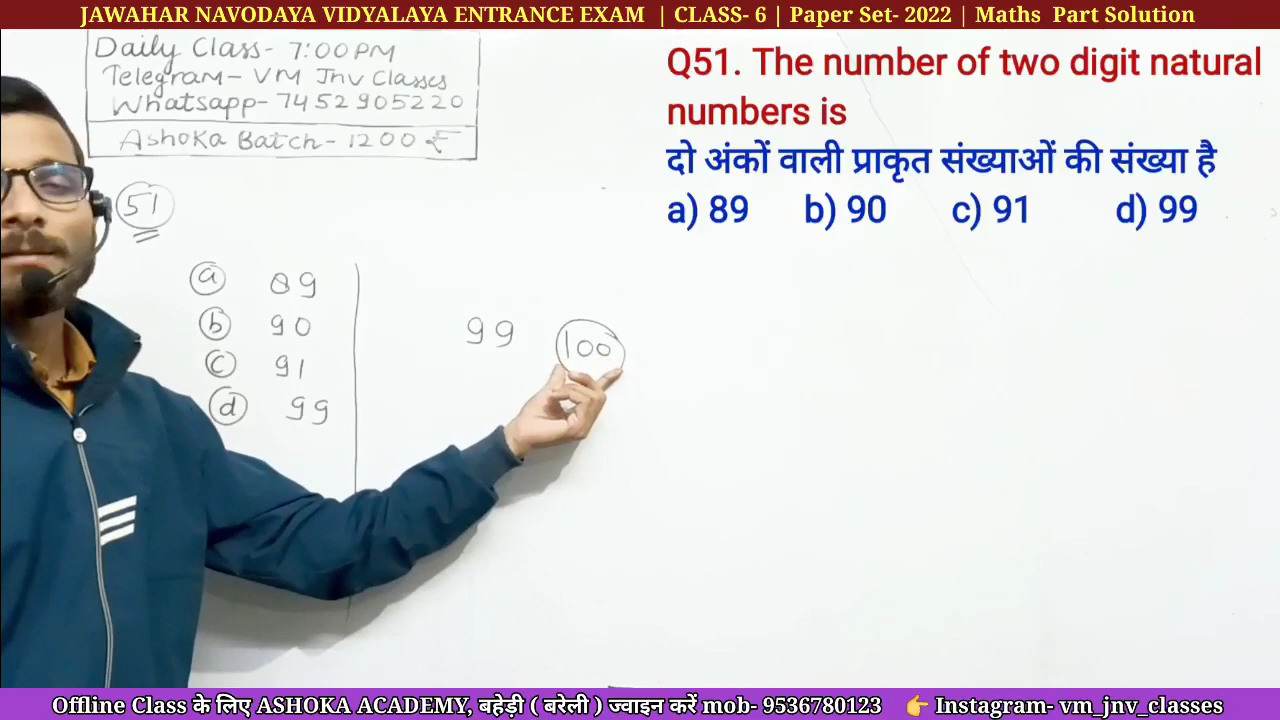 JAWAHAR NAVODAYA VIDYALAYA ENTRANCE EXAM | CLASS- 6 | Paper Set- 2022 | Maths Part Solution
Daily Class- 7:00 PM
Telegram- VM Jnv Classes
Whatsapp- 7452905220
Ashoka Batch- 1200 ₹
51
a 89
b 90
c 91
d 99
99 100
Q51. The number of two digit natural
numbers is
दो अंकों वाली प्राकृत संख्याओं की संख्या है
a) 89 b) 90 c) 91 d) 99
Offline Class के लिए ASHOKA ACADEMY, बहेड़ी ( बरेली ) ज्वाइन करें mob- 9536780123 👉 Instagram- vm_jnv_classes